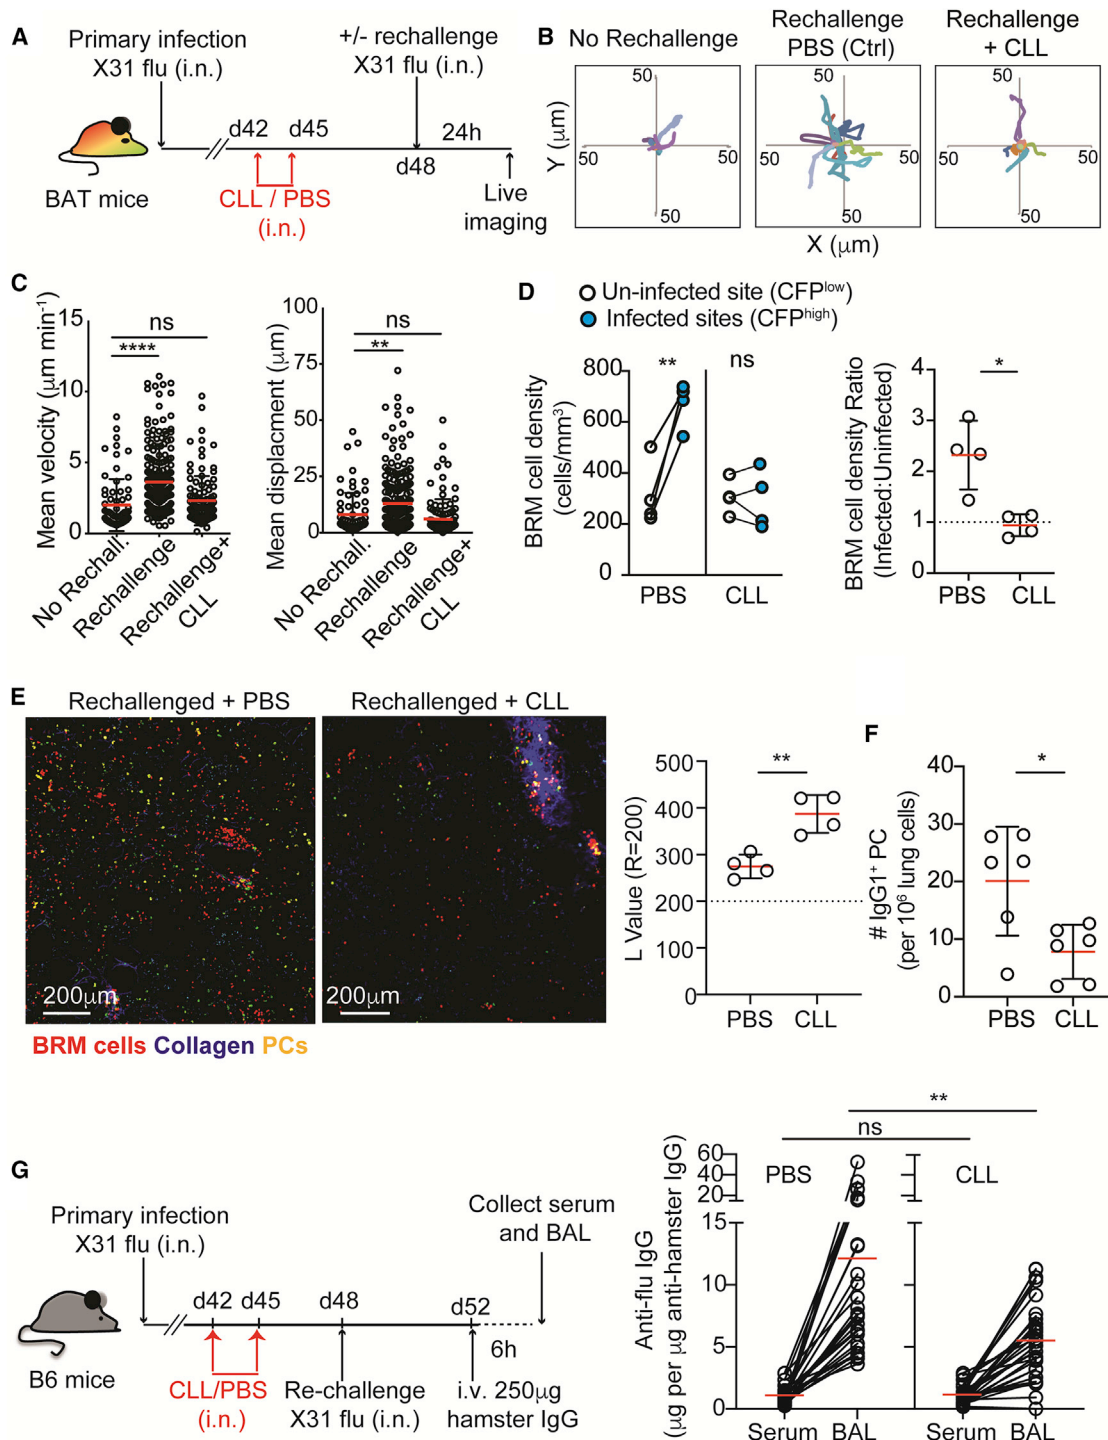 A
Primary infection
X31 flu (i.n.)
+/- rechallenge
X31 flu (i.n.)
d42
d45
24h
d48
BAT mice
CLL / PBS
(i.n.)
Live
imaging
B
No Rechallenge
Rechallenge
PBS (Ctrl)
Rechallenge
+ CLL
Y (μm)
50
50
50
50
50
50
50
50
50
50
X (μm)
C
Mean velocity (μm min⁻¹)
15
10
5
0
ns
****
No Rechall.
Rechallenge
Rechallenge+
CLL
Mean displacment (μm)
100
75
50
25
0
ns
**
No Rechall.
Rechallenge
Rechallenge+
CLL
D
Un-infected site (CFPlow)
Infected sites (CFPhigh)
BRM cell density
(cells/mm³)
800
600
400
200
0
**
ns
PBS
CLL
BRM cell density Ratio
(Infected:Uninfected)
4
3
2
1
0
*
PBS
CLL
E
Rechallenged + PBS
Rechallenged + CLL
200μm
200μm
BRM cells Collagen PCs
L Value (R=200)
500
400
300
200
100
0
**
PBS
CLL
F
# IgG1⁺ PC
(per 10⁶ lung cells)
40
30
20
10
0
*
PBS
CLL
G
Primary infection
X31 flu (i.n.)
Collect serum
and BAL
d42
d45
d48
d52
6h
B6 mice
CLL/PBS
(i.n.)
Re-challenge
X31 flu (i.n.)
i.v. 250μg
hamster IgG
Anti-flu IgG
(μg per μg anti-hamster IgG)
60
40
20
15
10
5
0
**
ns
PBS
CLL
Serum
BAL
Serum
BAL